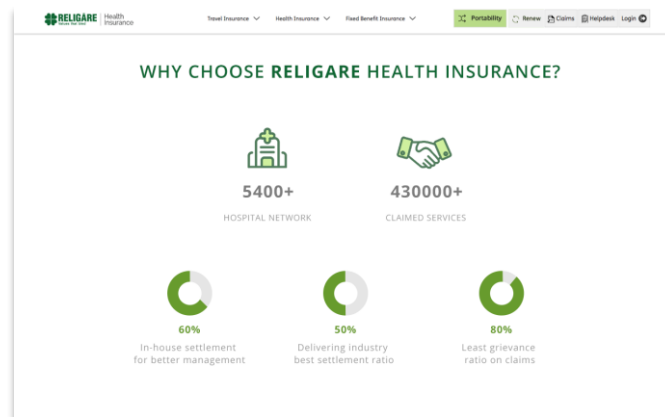 RELIGARE Health Insurance
Travel Insurance Health Insurance Fixed Benefit Insurance Portability Renew Claims Helpdesk Login
WHY CHOOSE RELIGARE HEALTH INSURANCE?
5400+ 430000+
HOSPITAL NETWORK CLAIMED SERVICES
60% 50% 80%
In-house settlement Delivering industry Least grievance
for better management best settlement ratio ratio on claims